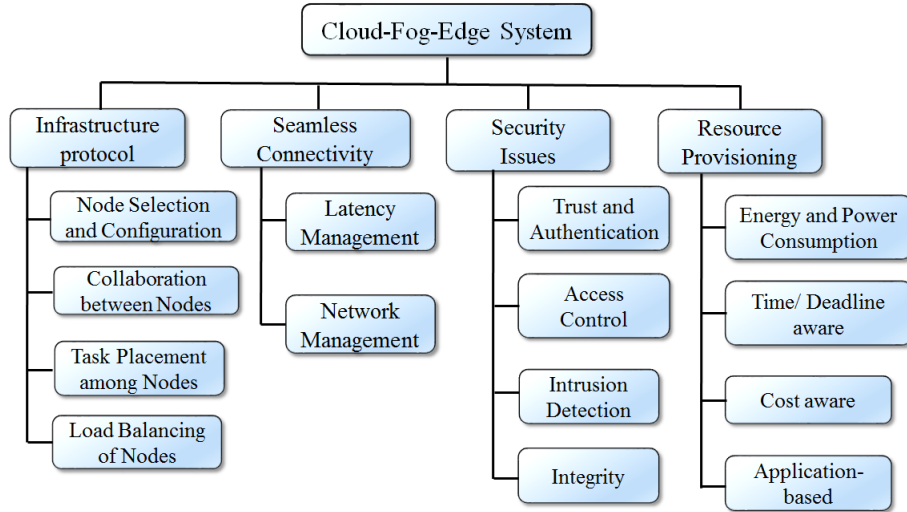 Cloud-Fog-Edge System
Infrastructure
protocol
Node Selection
and Configuration
Collaboration
between Nodes
Task Placement
among Nodes
Load Balancing
of Nodes
Seamless
Connectivity
Latency
Management
Network
Management
Security
Issues
Trust and
Authentication
Access
Control
Intrusion
Detection
Integrity
Resource
Provisioning
Energy and Power
Consumption
Time/ Deadline
aware
Cost aware
Application-
based